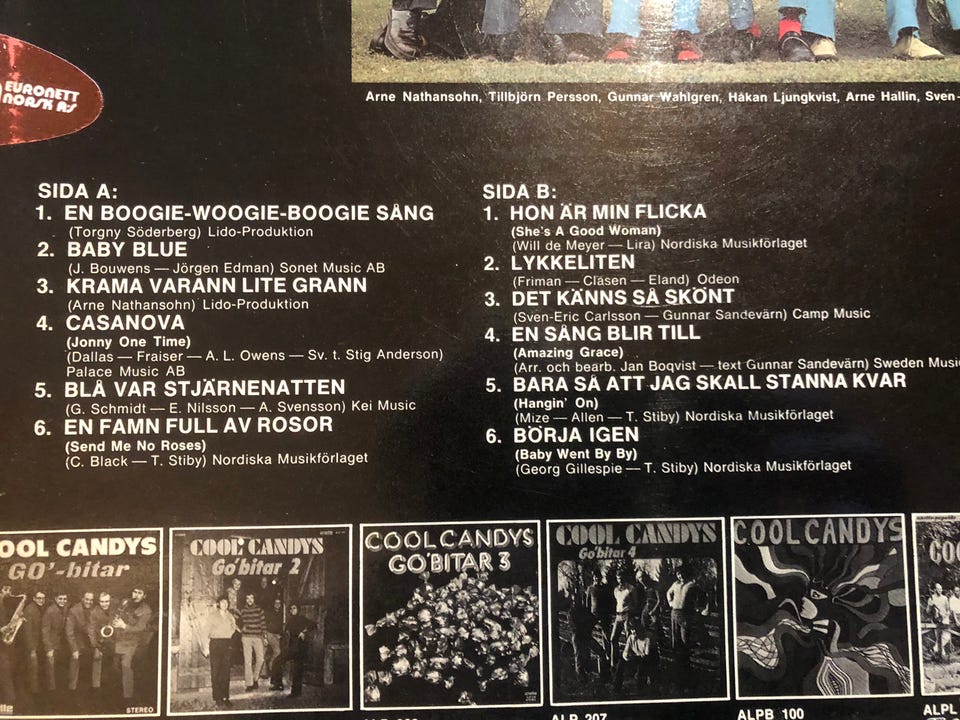 EURONETT
NORSK A/S
Arne Nathansohn, Tillbjörn Persson, Gunnar Wahlgren, Håkan Ljungkvist, Arne Hallin, Sven-
SIDA A:
1. EN BOOGIE-WOOGIE-BOOGIE SÅNG
(Torgny Söderberg) Lido-Produktion
2. BABY BLUE
(J. Bouwens — Jörgen Edman) Sonet Music AB
3. KRAMA VARANN LITE GRANN
(Arne Nathansohn) Lido-Produktion
4. CASANOVA
(Jonny One Time)
(Dallas — Fraiser — A. L. Owens — Sv. t. Stig Anderson)
Palace Music AB
5. BLÅ VAR STJÄRNENATTEN
(G. Schmidt — E. Nilsson — A. Svensson) Kei Music
6. EN FAMN FULL AV ROSOR
(Send Me No Roses)
(C. Black — T. Stiby) Nordiska Musikförlaget
SIDA B:
1. HON ÄR MIN FLICKA
(She's A Good Woman)
(Will de Meyer — Lira) Nordiska Musikförlaget
2. LYKKELITEN
(Friman — Clásen — Eland) Odeon
3. DET KÄNNS SÅ SKÖNT
(Sven-Eric Carlsson — Gunnar Sandevärn) Camp Music
4. EN SÅNG BLIR TILL
(Amazing Grace)
(Arr. och bearb. Jan Boqvist — text Gunnar Sandevärn) Sweden Music
5. BARA SÅ ATT JAG SKALL STANNA KVAR
(Hangin' On)
(Mize — Allen — T. Stiby) Nordiska Musikförlaget
6. BÖRJA IGEN
(Baby Went By By)
(Georg Gillespie — T. Stiby) Nordiska Musikförlaget
OOL CANDYS
GO'-bitar
STEREO
COOL CANDYS
Go'bitar 2
COOL CANDYS
GO'BITAR 3
COOL CANDYS
Go'bitar 4
COOL CANDYS
COO
ALP 207
ALPB 100
ALPL